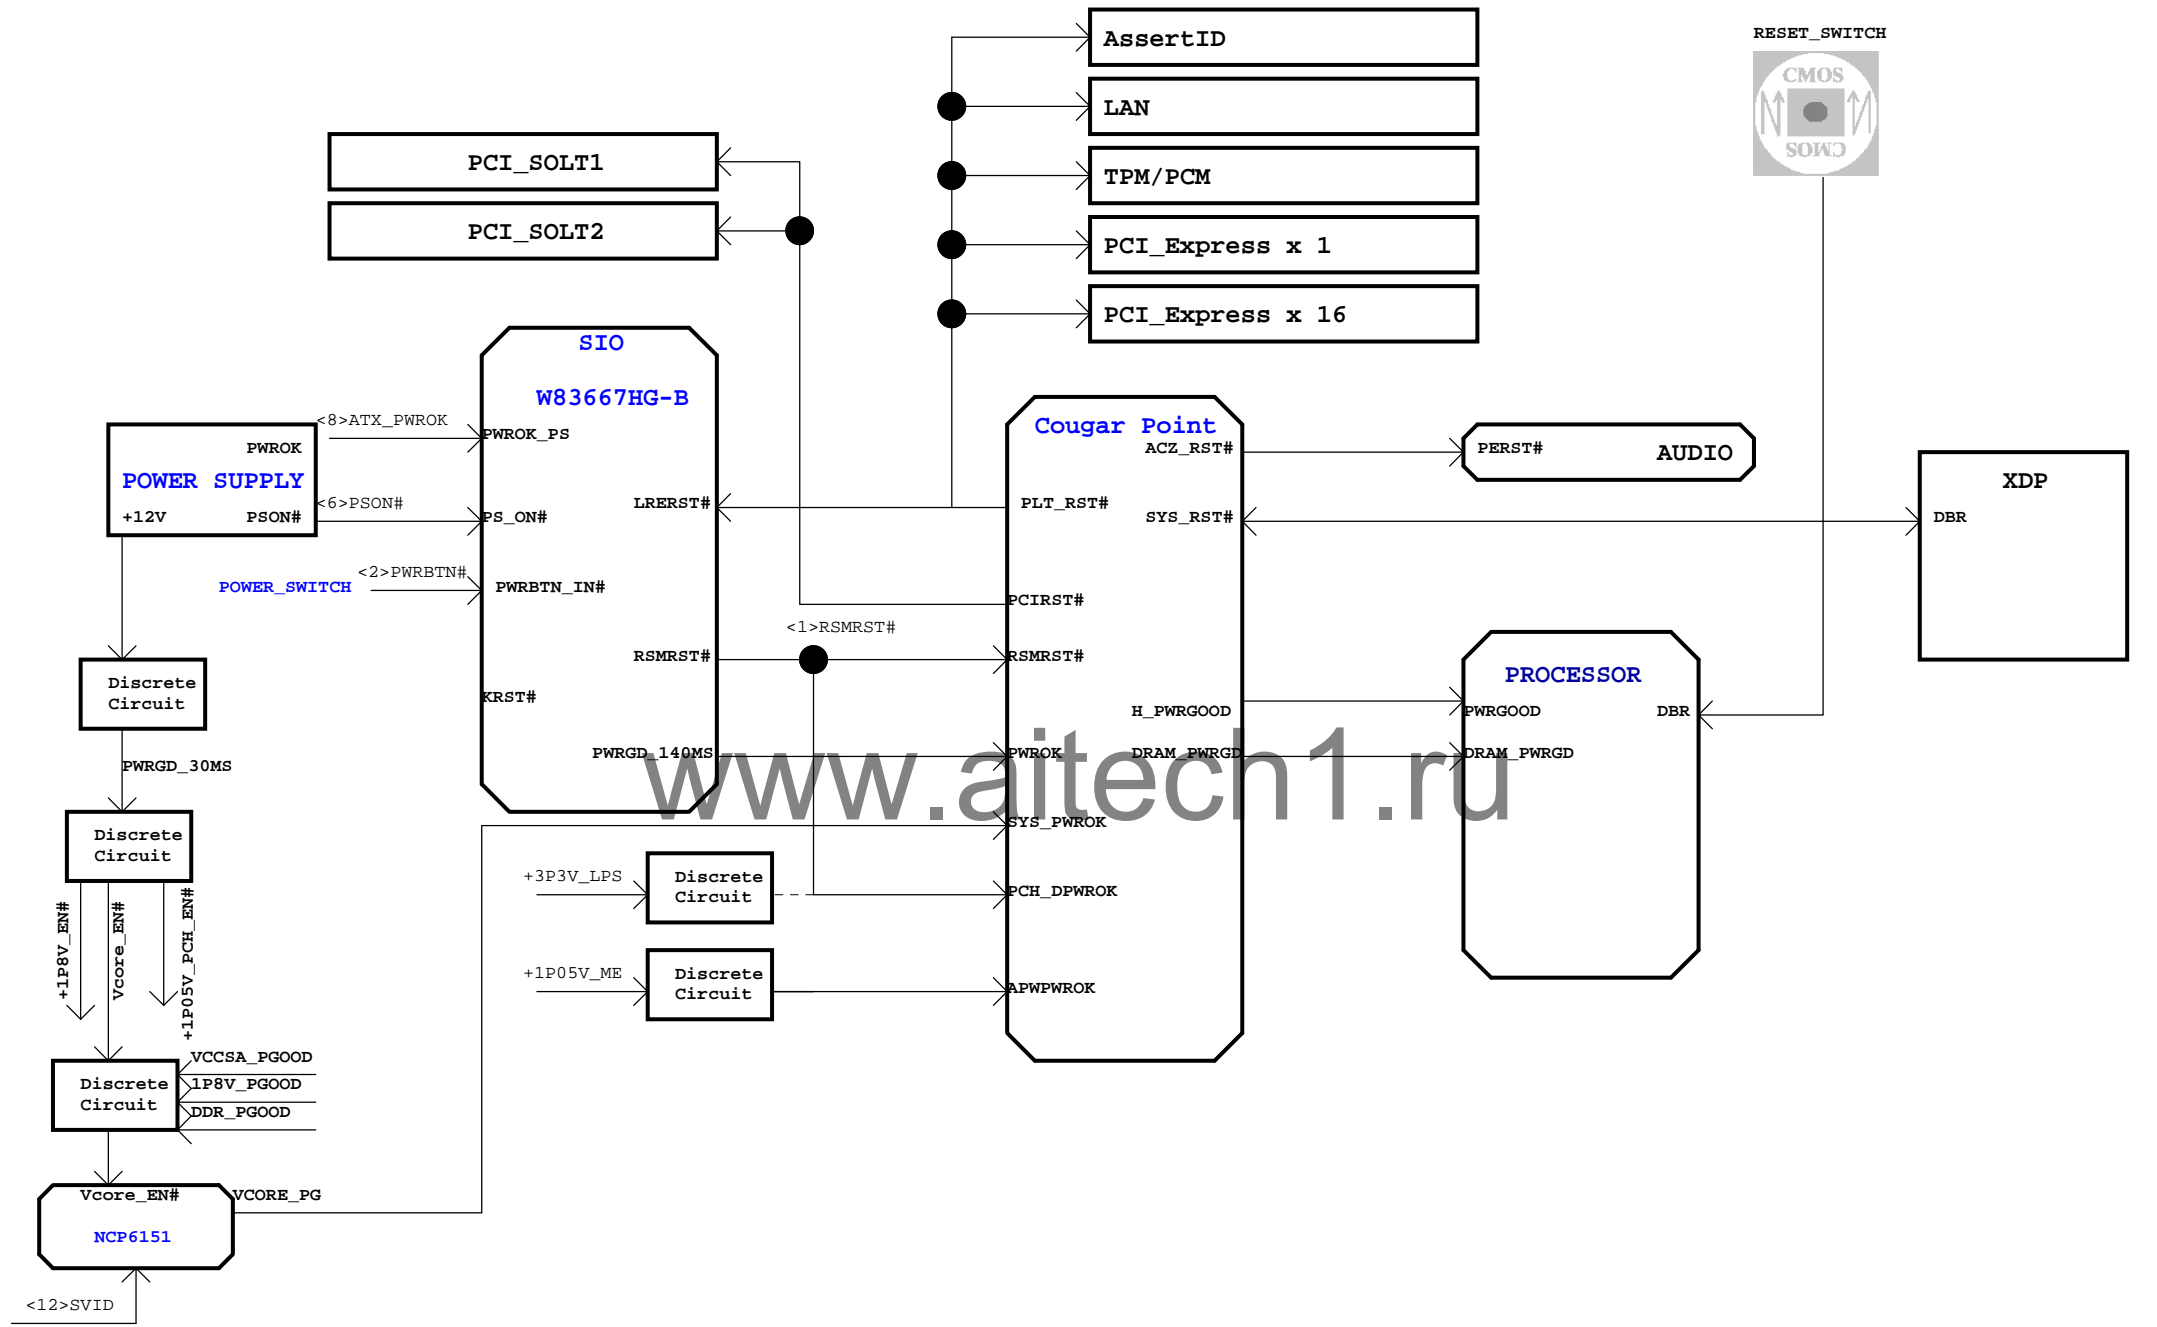 AssertID
RESET_SWITCH
CMOS
CMOS
LAN
PCI_SOLT1
TPM/PCM
PCI_SOLT2
PCI_Express x 1
PCI_Express x 16
SIO
W83667HG-B
<8>ATX_PWROK
PWROK_PS
PWROK
POWER SUPPLY
<6>PSON#
+12V
PSON#
PS_ON#
LRERST#
<2>PWRBTN#
POWER_SWITCH
PWRBTN_IN#
RSMRST#
KRST#
PWRGD_140MS
<1>RSMRST#
Cougar Point
ACZ_RST#
PLT_RST#
SYS_RST#
PCIRST#
RSMRST#
H_PWRGOOD
PWROK
DRAM_PWRGD
SYS_PWROK
PCH_DPWROK
APWPWROK
PERST#
AUDIO
XDP
DBR
PROCESSOR
PWRGOOD
DBR
DRAM_PWRGD
www.aitech1.ru
Discrete
Circuit
PWRGD_30MS
Discrete
Circuit
+1P8V_EN#
Vcore_EN#
+1P05V_PCH_EN#
+3P3V_LPS
Discrete
Circuit
+1P05V_ME
Discrete
Circuit
Discrete
Circuit
VCCSA_PGOOD
1P8V_PGOOD
DDR_PGOOD
Vcore_EN#
VCORE_PG
NCP6151
<12>SVID